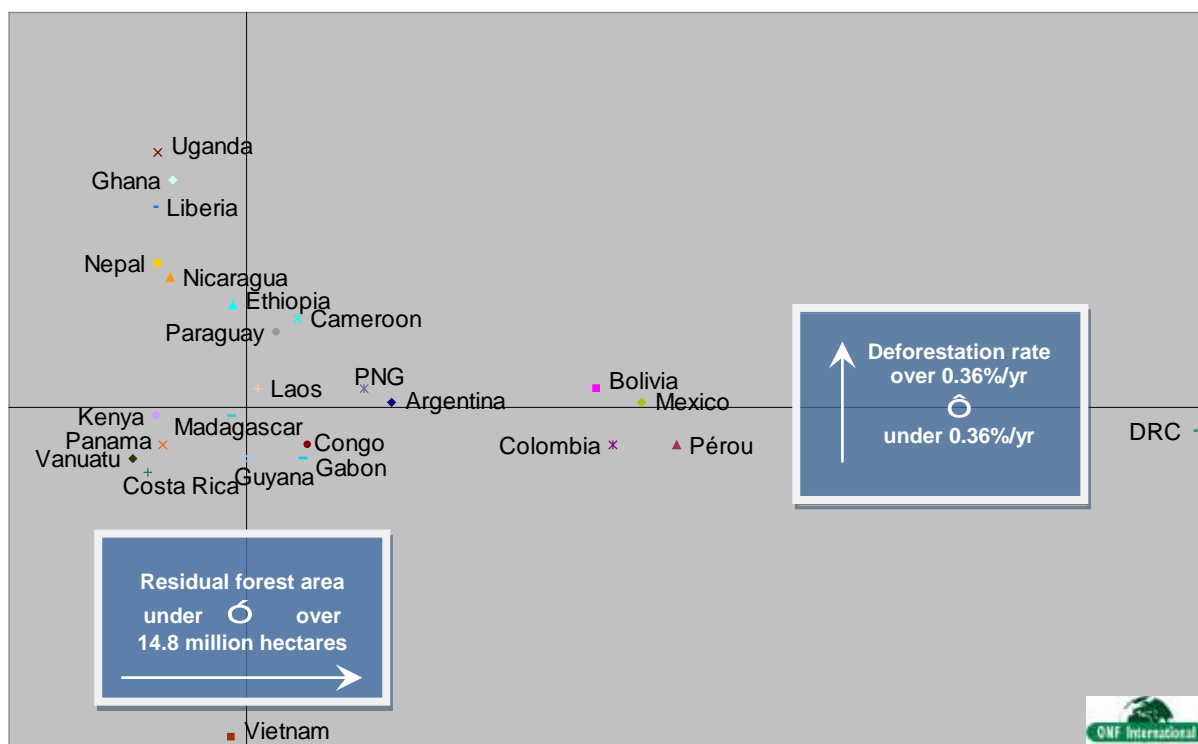 Uganda
Ghana
Liberia
Nepal
Nicaragua
Ethiopia
Cameroon
Paraguay
Laos
PNG
Argentina
Bolivia
Mexico
Deforestation rate
over 0.36%/yr
Ô
under 0.36%/yr
Kenya
Madagascar
Panama
Congo
Colombia
Pérou
DRC
Vanuatu
Guyana
Gabon
Costa Rica
Residual forest area
under Ó over
14.8 million hectares
Vietnam
ONF International